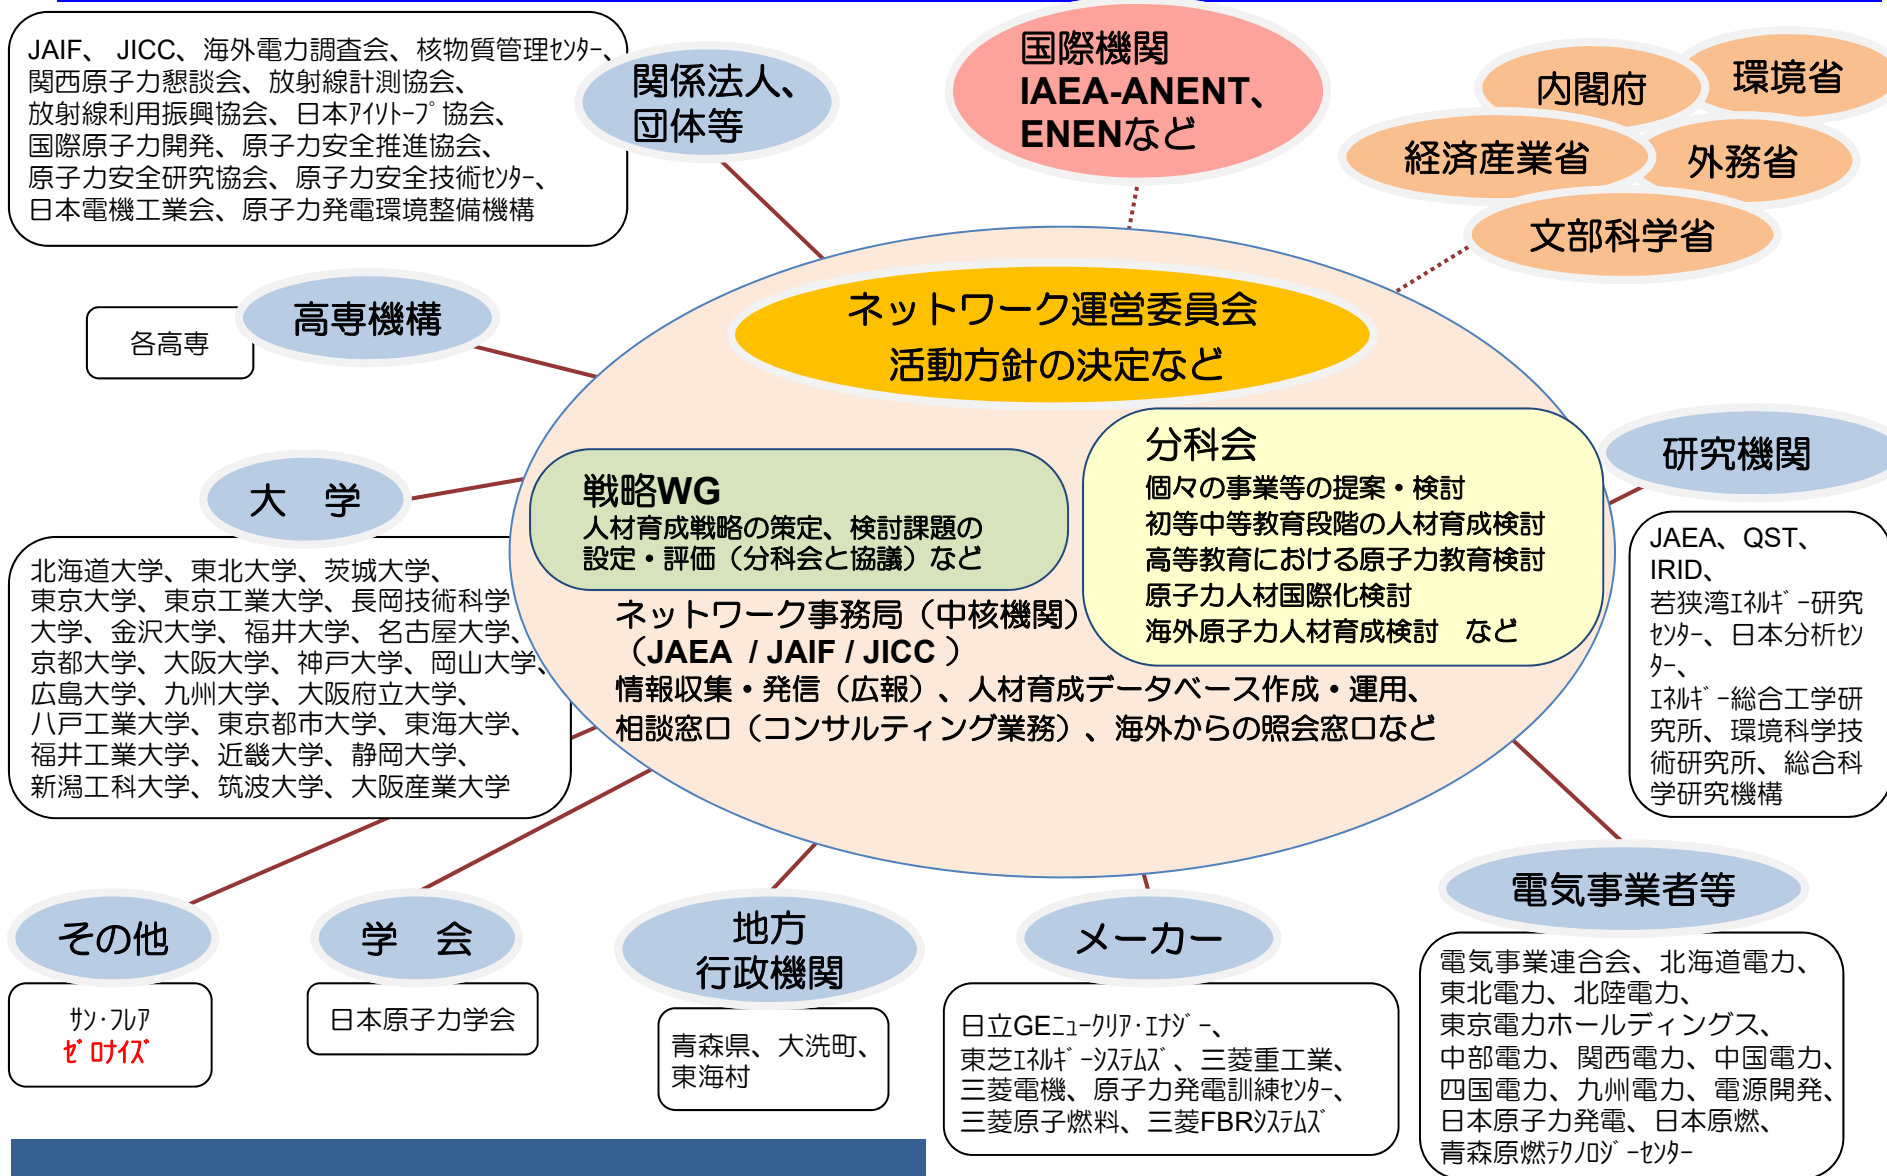 JAIF、 JICC、海外電力調査会、核物質管理ｾﾝﾀｰ、
関西原子力懇談会、放射線計測協会、
放射線利用振興協会、日本ｱｲｿﾄｰﾌﾟ協会、
国際原子力開発、原子力安全推進協会、
原子力安全研究協会、原子力安全技術ｾﾝﾀｰ、
日本電機工業会、原子力発電環境整備機構
関係法人、
団体等
国際機関
IAEA-ANENT、
ENENなど
内閣府
環境省
経済産業省
外務省
文部科学省
高専機構
各高専
ネットワーク運営委員会
活動方針の決定など
大　学
北海道大学、東北大学、茨城大学、
東京大学、東京工業大学、長岡技術科学
大学、金沢大学、福井大学、名古屋大学、
京都大学、大阪大学、神戸大学、岡山大学、
広島大学、九州大学、大阪府立大学、
八戸工業大学、東京都市大学、東海大学、
福井工業大学、近畿大学、静岡大学、
新潟工科大学、筑波大学、大阪産業大学
戦略WG
人材育成戦略の策定、検討課題の
設定・評価（分科会と協議）など
分科会
個々の事業等の提案・検討
初等中等教育段階の人材育成検討
高等教育における原子力教育検討
原子力人材国際化検討
海外原子力人材育成検討　など
ネットワーク事務局（中核機関）
（JAEA / JAIF / JICC ）
情報収集・発信（広報）、人材育成データベース作成・運用、
相談窓口（コンサルティング業務）、海外からの照会窓口など
研究機関
JAEA、QST、
IRID、
若狭湾ｴﾈﾙｷﾞｰ研究
ｾﾝﾀｰ、日本分析ｾﾝ
ﾀｰ、
ｴﾈﾙｷﾞｰ総合工学研
究所、環境科学技
術研究所、総合科
学研究機構
その他
ｻﾝ・ﾌﾚｱ
ｾﾞﾛﾅｲｽﾞ
学　会
日本原子力学会
地方
行政機関
青森県、大洗町、
東海村
メーカー
日立GEﾆｭｰｸﾘｱ・ｴﾅｼﾞｰ、
東芝ｴﾈﾙｷﾞｰｼｽﾃﾑｽﾞ、三菱重工業、
三菱電機、原子力発電訓練ｾﾝﾀｰ、
三菱原子燃料、三菱FBRｼｽﾃﾑｽﾞ
電気事業者等
電気事業連合会、北海道電力、
東北電力、北陸電力、
東京電力ホールディングス、
中部電力、関西電力、中国電力、
四国電力、九州電力、電源開発、
日本原子力発電、日本原燃、
青森原燃ﾃｸﾉﾛｼﾞｰｾﾝﾀｰ